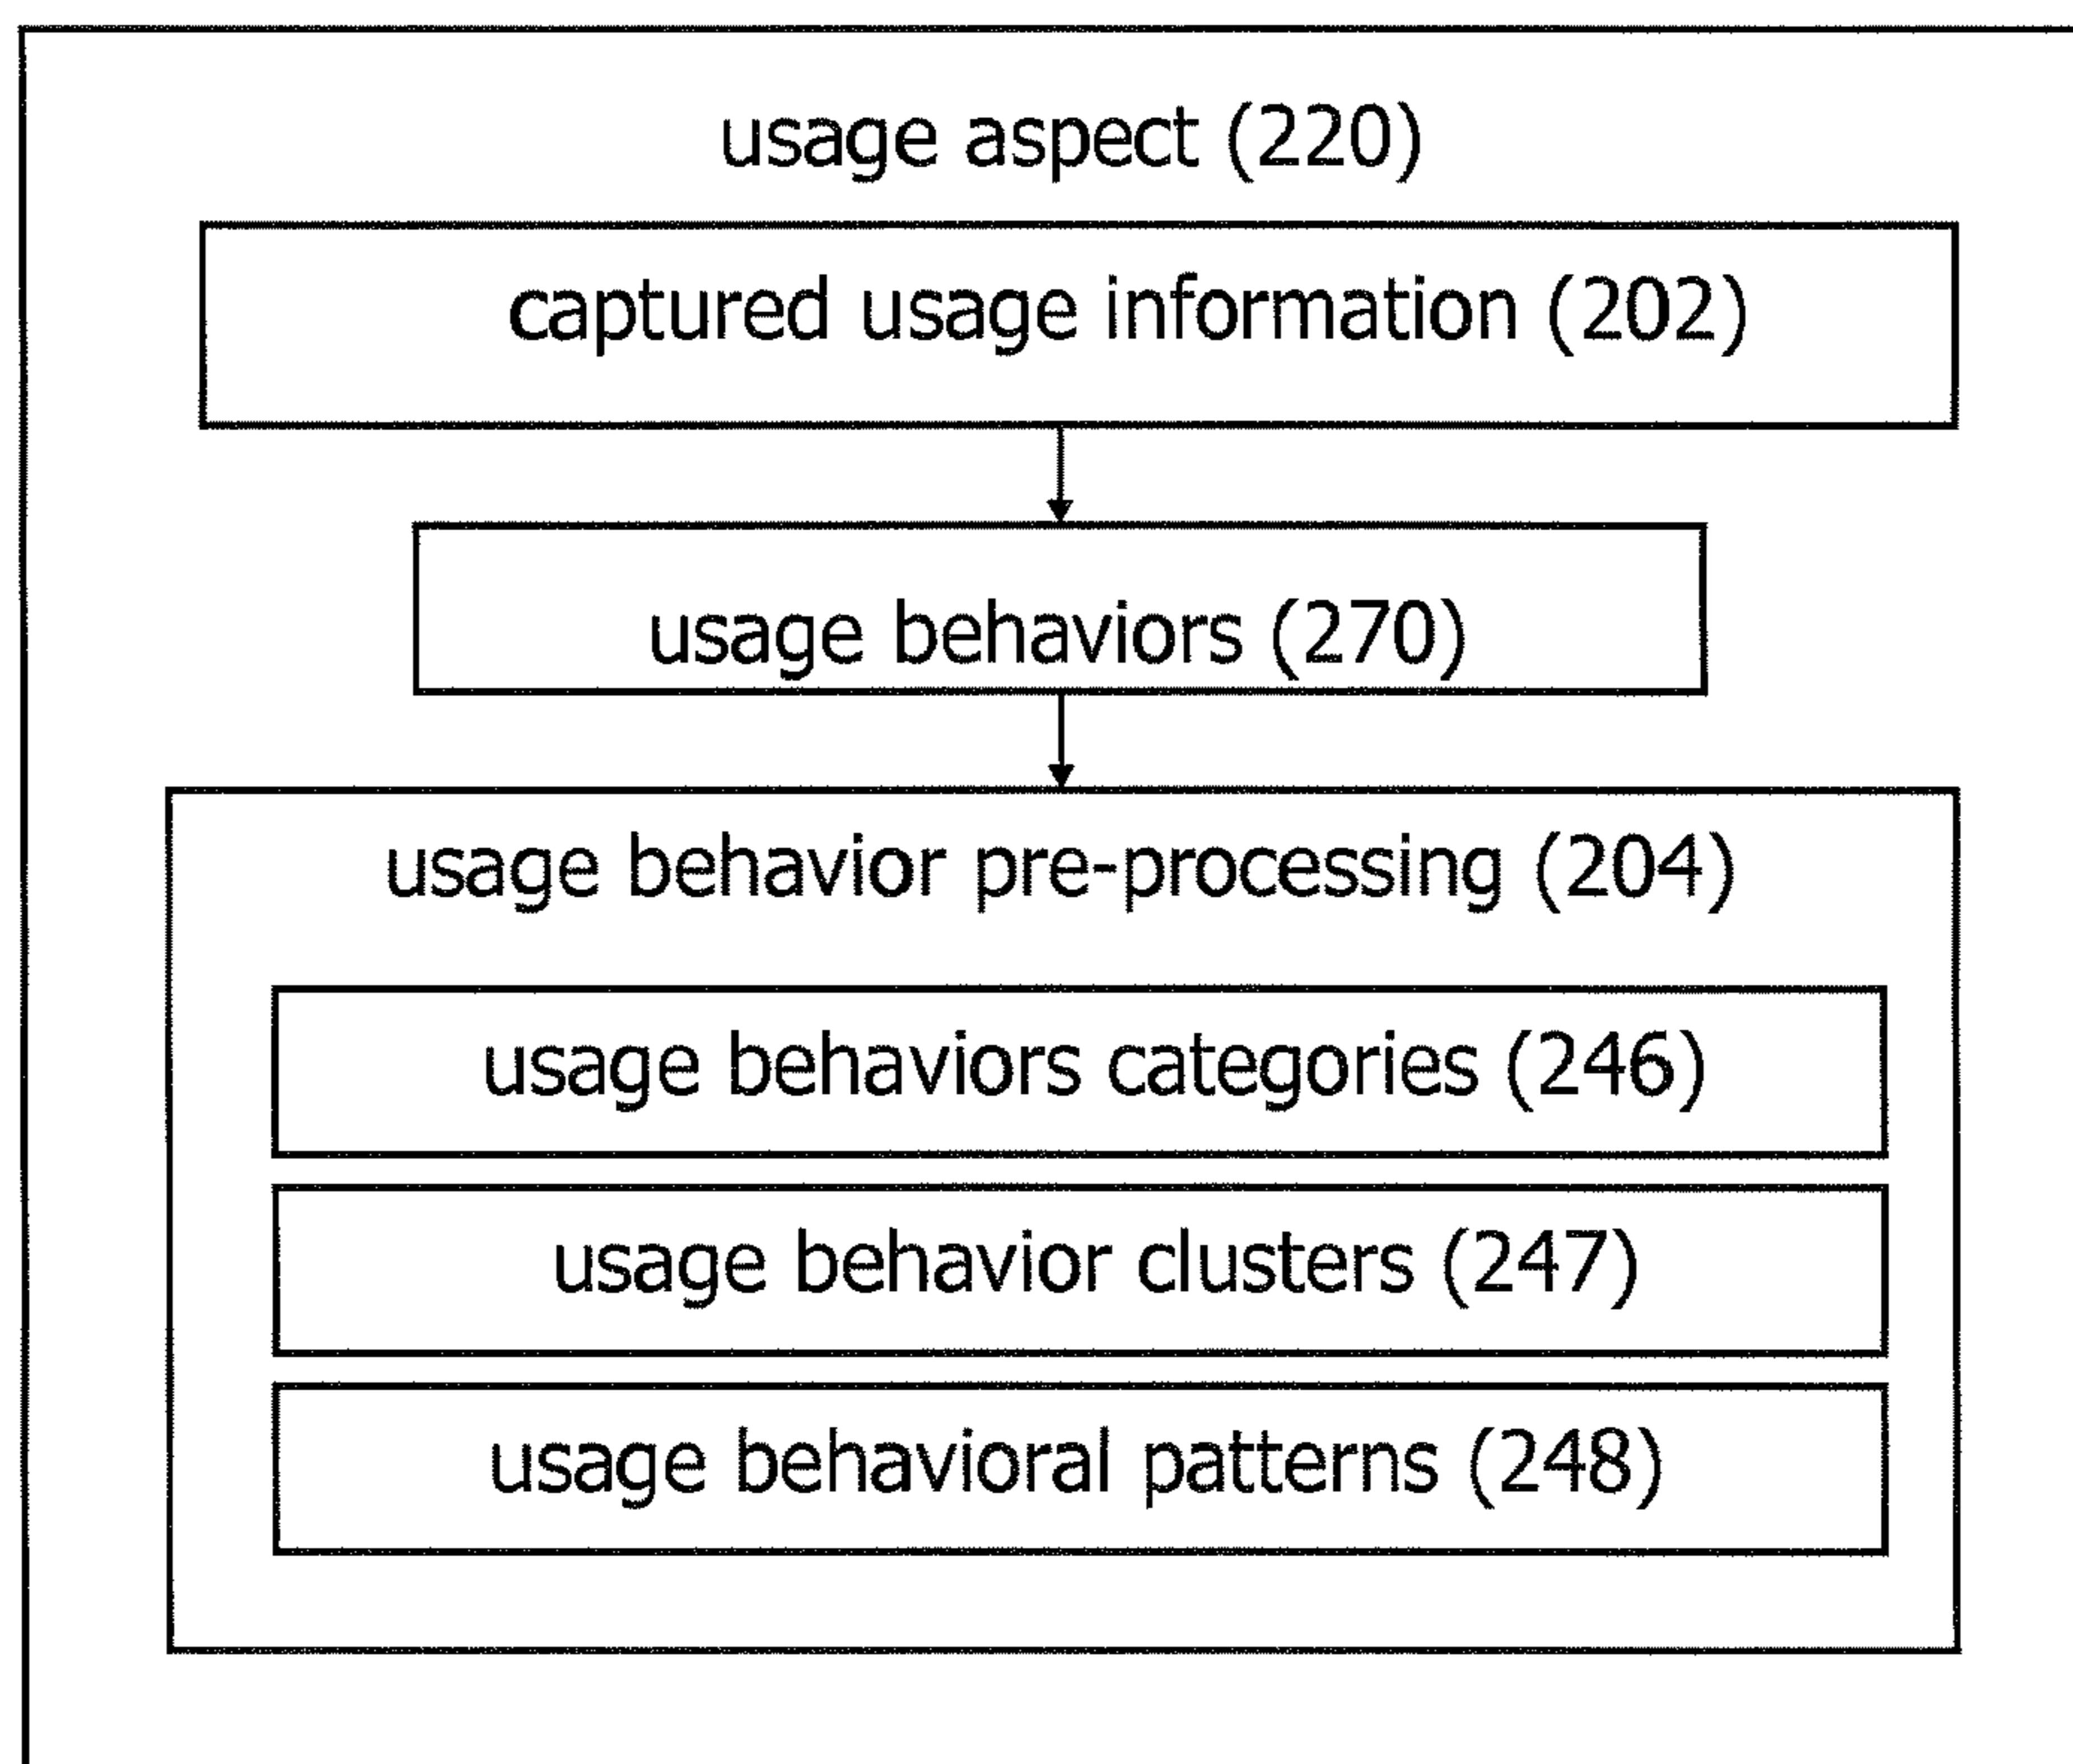 usage aspect (220)
captured usage information (202)
usage behaviors (270)
usage behavior pre-processing (204)
usage behaviors categories (246)
usage behavior clusters (247)
usage behavioral patterns (248)